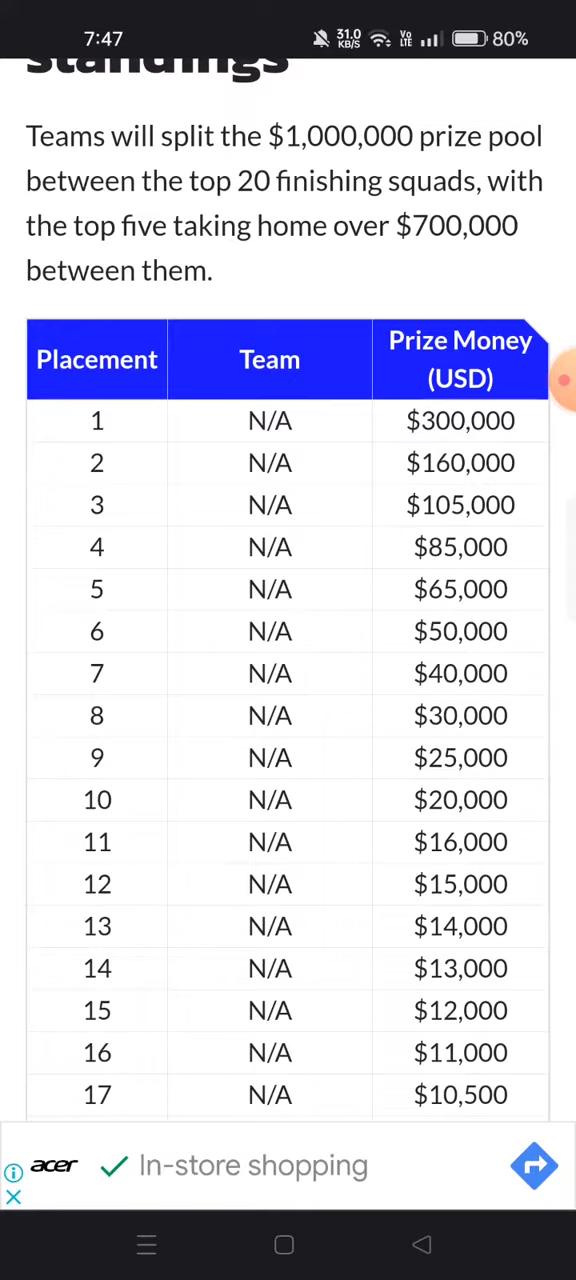 7:47 31.0 KB/S Vo LTE 80%
standings
Teams will split the $1,000,000 prize pool
between the top 20 finishing squads, with
the top five taking home over $700,000
between them.
Placement Team Prize Money (USD)
1 N/A $300,000
2 N/A $160,000
3 N/A $105,000
4 N/A $85,000
5 N/A $65,000
6 N/A $50,000
7 N/A $40,000
8 N/A $30,000
9 N/A $25,000
10 N/A $20,000
11 N/A $16,000
12 N/A $15,000
13 N/A $14,000
14 N/A $13,000
15 N/A $12,000
16 N/A $11,000
17 N/A $10,500
acer In-store shopping